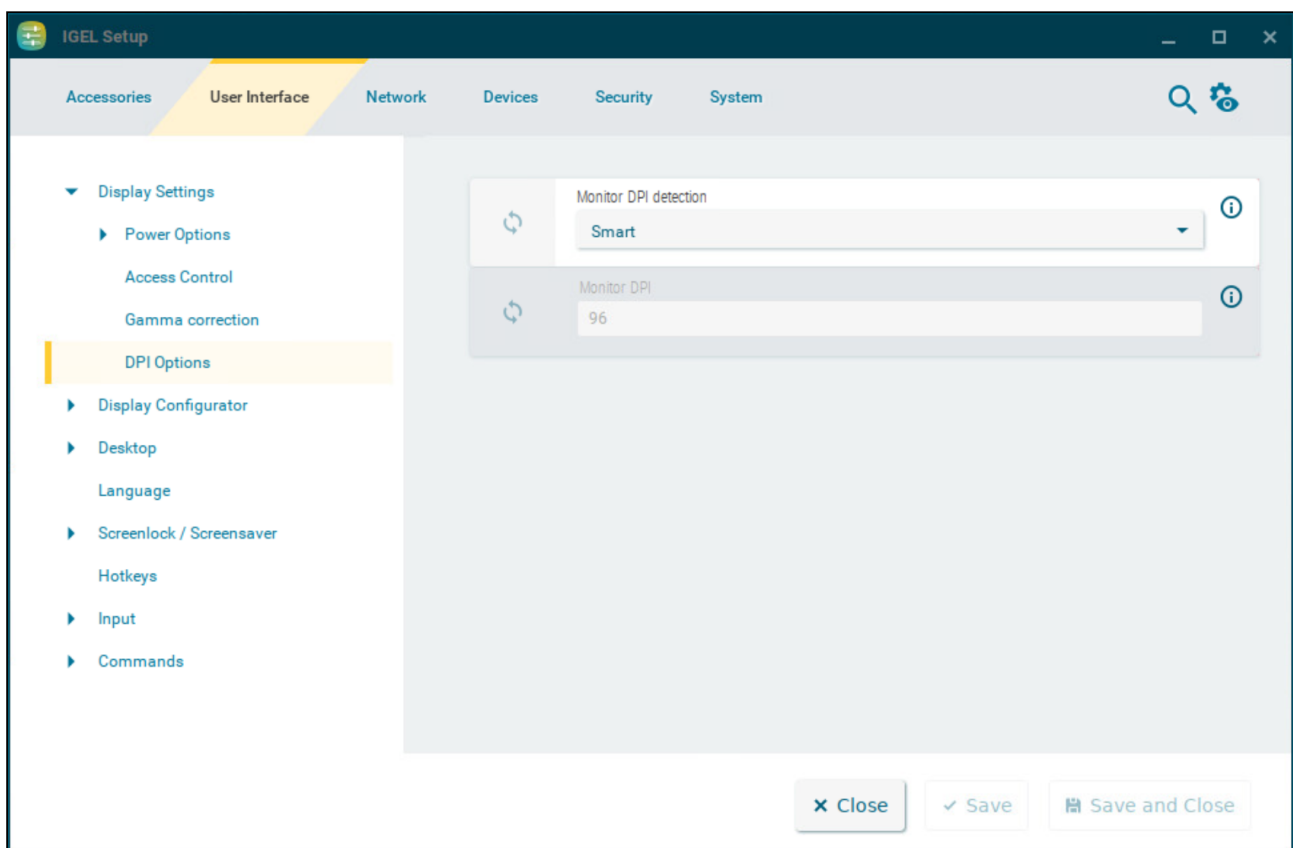 IGEL Setup
Accessories User Interface Network Devices Security System
Display Settings
Power Options
Access Control
Gamma correction
DPI Options
Display Configurator
Desktop
Language
Screenlock / Screensaver
Hotkeys
Input
Commands
Monitor DPI detection
Smart
Monitor DPI
96
Close Save Save and Close